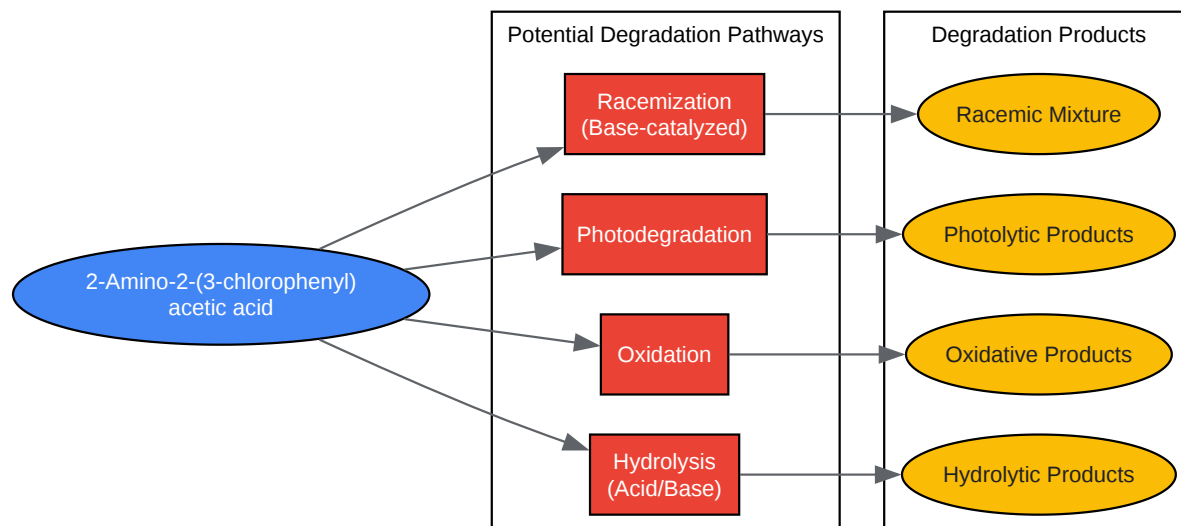 Potential Degradation Pathways
Degradation Products
Racemization
(Base-catalyzed)
Racemic Mixture
Photodegradation
Photolytic Products
2-Amino-2-(3-chlorophenyl)
acetic acid
Oxidation
Oxidative Products
Hydrolysis
(Acid/Base)
Hydrolytic Products